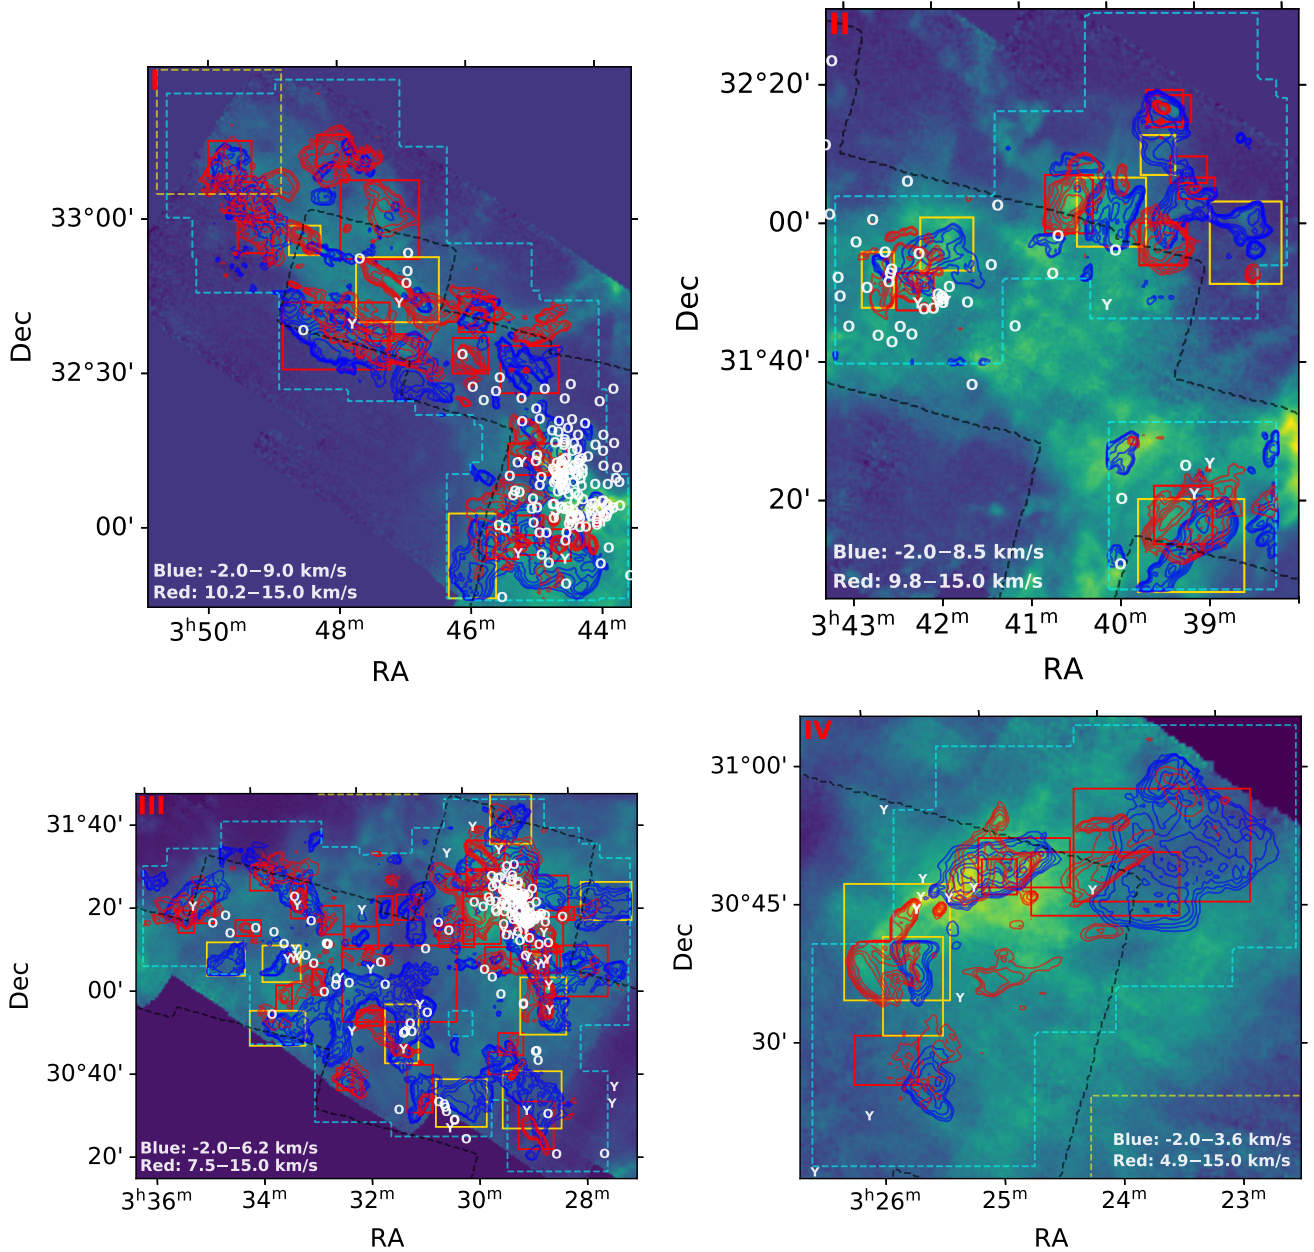 I
33°00'
32°30'
00'
Dec
Blue: -2.0−9.0 km/s
Red: 10.2−15.0 km/s
3ʰ50ᵐ 48ᵐ 46ᵐ 44ᵐ
RA
II
32°20'
00'
31°40'
20'
Dec
Blue: -2.0−8.5 km/s
Red: 9.8−15.0 km/s
3ʰ43ᵐ 42ᵐ 41ᵐ 40ᵐ 39ᵐ
RA
III
31°40'
20'
00'
30°40'
20'
Dec
Blue: -2.0−6.2 km/s
Red: 7.5−15.0 km/s
3ʰ36ᵐ 34ᵐ 32ᵐ 30ᵐ 28ᵐ
RA
IV
31°00'
30°45'
30'
Dec
Blue: -2.0−3.6 km/s
Red: 4.9−15.0 km/s
3ʰ26ᵐ 25ᵐ 24ᵐ 23ᵐ
RA